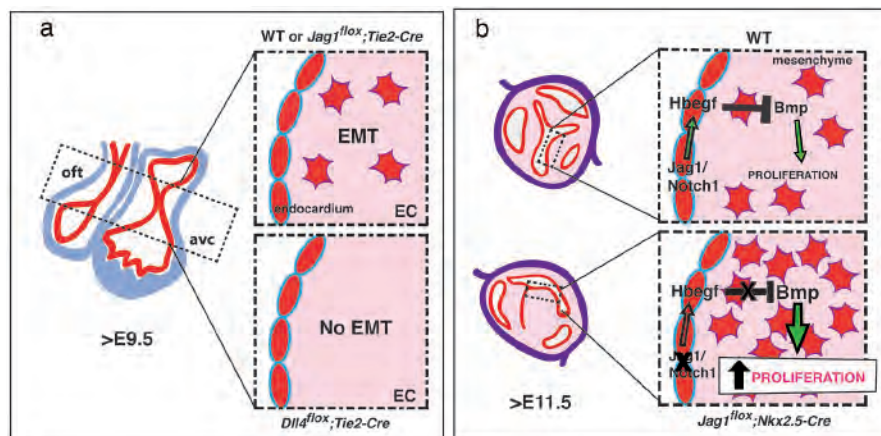 a
WT or Jag1flox;Tie2-Cre
EMT
endocardium
EC
oft
avc
No EMT
EC
>E9.5
Dll4flox;Tie2-Cre
b
WT
mesenchyme
Hbegf
Bmp
Jag1/
Notch1
PROLIFERATION
Hbegf
Bmp
Jag1/
Notch1
PROLIFERATION
>E11.5
Jag1flox;Nkx2.5-Cre